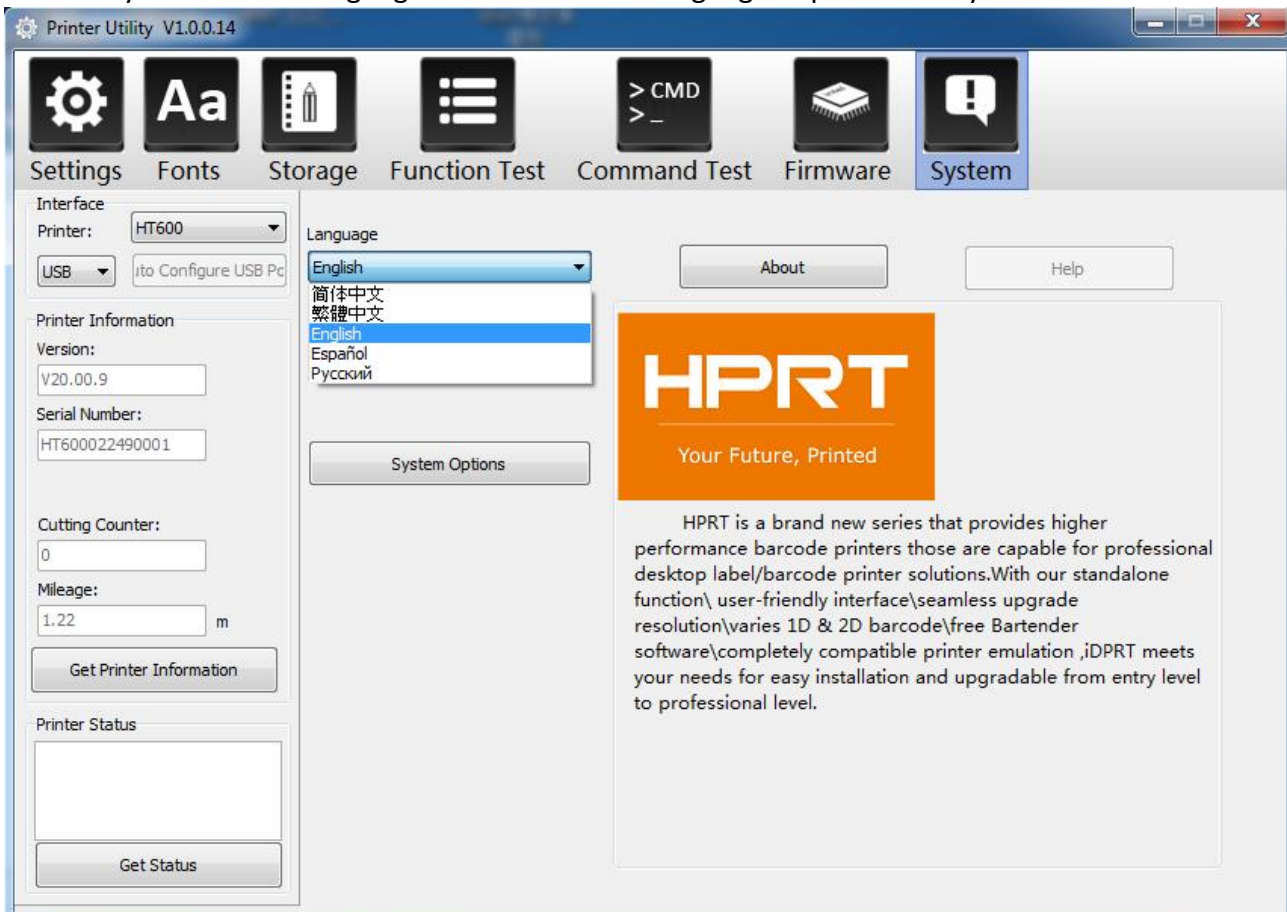 Printer Utility V1.0.0.14
> CMD
> _
Aa
Settings Fonts Storage Function Test Command Test Firmware System
Interface
Printer: HT600
USB to Configure USB Pc
Printer Information
Version:
V20.00.9
Serial Number:
HT600022490001
Cutting Counter:
0
Mileage:
1.22 m
Get Printer Information
Printer Status
Get Status
Language
English
简体中文
繁體中文
English
Español
Русский
System Options
About
Help
HPRT
Your Future, Printed
HPRT is a brand new series that provides higher
performance barcode printers those are capable for professional
desktop label/barcode printer solutions.With our standalone
function\ user-friendly interface\seamless upgrade
resolution\varies 1D & 2D barcode\free Bartender
software\completely compatible printer emulation ,iDPRT meets
your needs for easy installation and upgradable from entry level
to professional level.